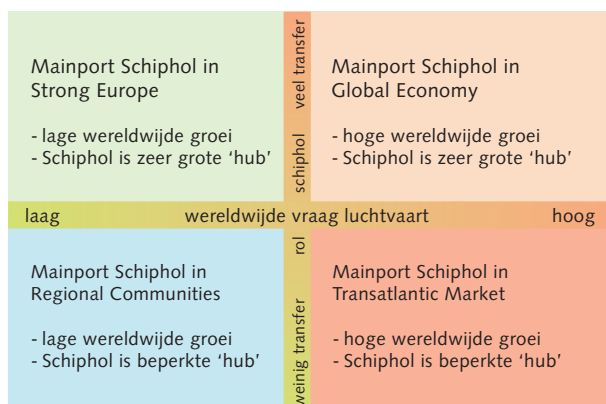 Mainport Schiphol in
Strong Europe
- lage wereldwijde groei
- Schiphol is zeer grote ‘hub’
Mainport Schiphol in
Global Economy
- hoge wereldwijde groei
- Schiphol is zeer grote ‘hub’
laag wereldwijde vraag luchtvaart hoog
weinig transfer rol schiphol veel transfer
Mainport Schiphol in
Regional Communities
- lage wereldwijde groei
- Schiphol is beperkte ‘hub’
Mainport Schiphol in
Transatlantic Market
- hoge wereldwijde groei
- Schiphol is beperkte ‘hub’